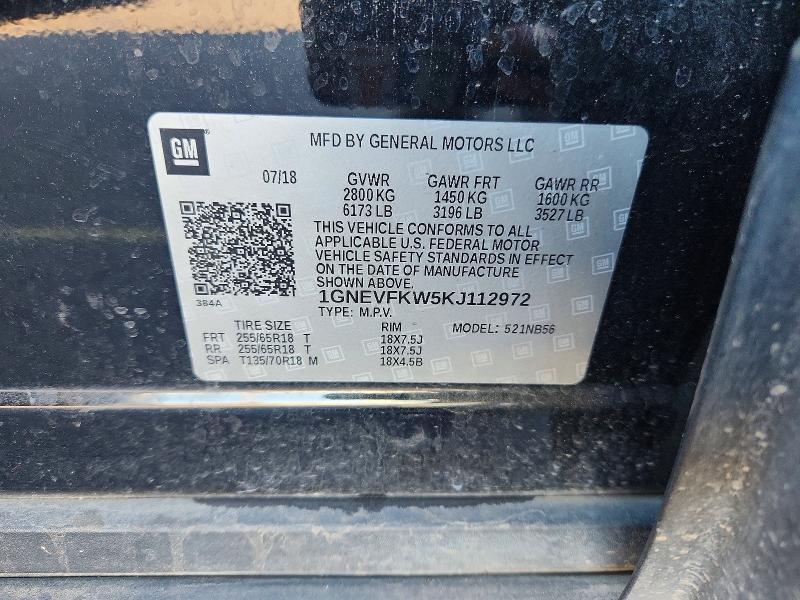 GM
MFD BY GENERAL MOTORS LLC
07/18 GVWR GAWR FRT GAWR RR
2800 KG 1450 KG 1600 KG
6173 LB 3196 LB 3527 LB
THIS VEHICLE CONFORMS TO ALL
APPLICABLE U.S. FEDERAL MOTOR
VEHICLE SAFETY STANDARDS IN EFFECT
ON THE DATE OF MANUFACTURE
SHOWN ABOVE.
384A
1GNEVFKW5KJ112972
TYPE: M.P.V.
TIRE SIZE RIM MODEL: 521NB56
FRT 255/65R18 T 18X7.5J
RR 255/65R18 T 18X7.5J
SPA T135/70R18 M 18X4.5B